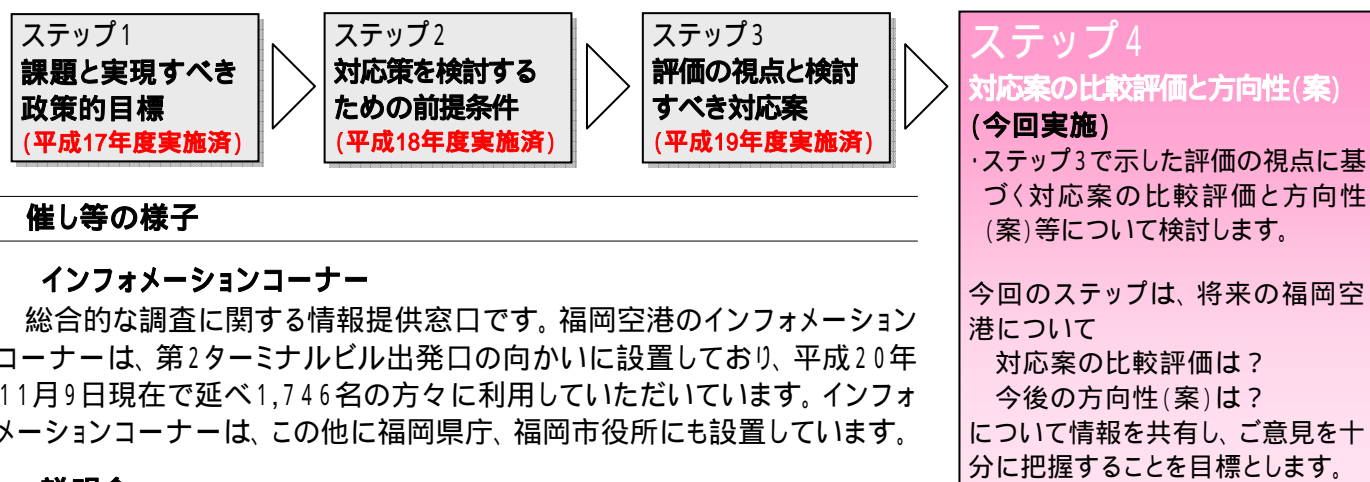 ステップ1
課題と実現すべき
政策的目標
(平成17年度実施済)
ステップ2
対応策を検討する
ための前提条件
(平成18年度実施済)
ステップ3
評価の視点と検討
すべき対応案
(平成19年度実施済)
ステップ4
対応案の比較評価と方向性(案)
(今回実施)
・ステップ3で示した評価の視点に基
づく対応案の比較評価と方向性
(案)等について検討します。
今回のステップは、将来の福岡空
港について
対応案の比較評価は?
今後の方向性(案)は?
について情報を共有し、ご意見を十
分に把握することを目標とします。
催し等の様子
インフォメーションコーナー
総合的な調査に関する情報提供窓口です。福岡空港のインフォメーション
コーナーは、第2ターミナルビル出発口の向かいに設置しており、平成20年
11月9日現在で延べ1,746名の方々に利用していただいています。インフォ
メーションコーナーは、この他に福岡県庁、福岡市役所にも設置しています。